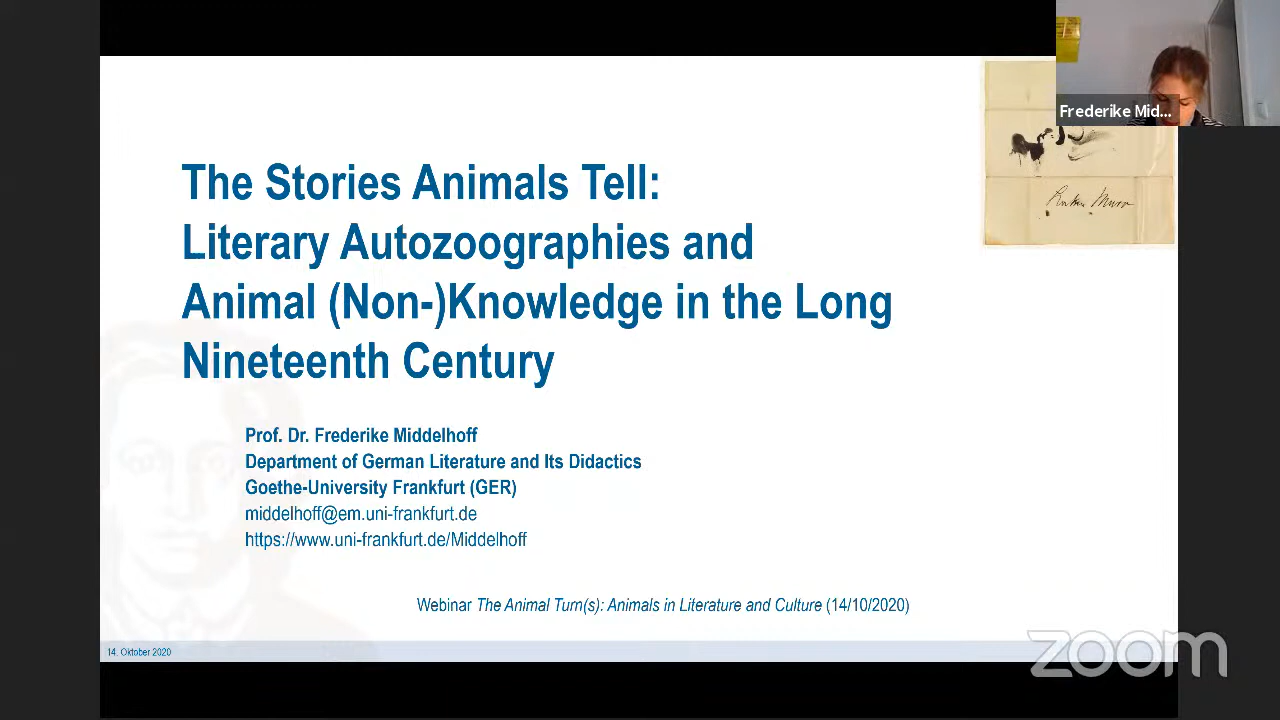 Frederike Mid...
The Stories Animals Tell:
Literary Autozoographies and
Animal (Non-)Knowledge in the Long
Nineteenth Century
Prof. Dr. Frederike Middelhoff
Department of German Literature and Its Didactics
Goethe-University Frankfurt (GER)
middelhoff@em.uni-frankfurt.de
https://www.uni-frankfurt.de/Middelhoff
Webinar The Animal Turn(s): Animals in Literature and Culture (14/10/2020)
14. Oktober 2020
zoom